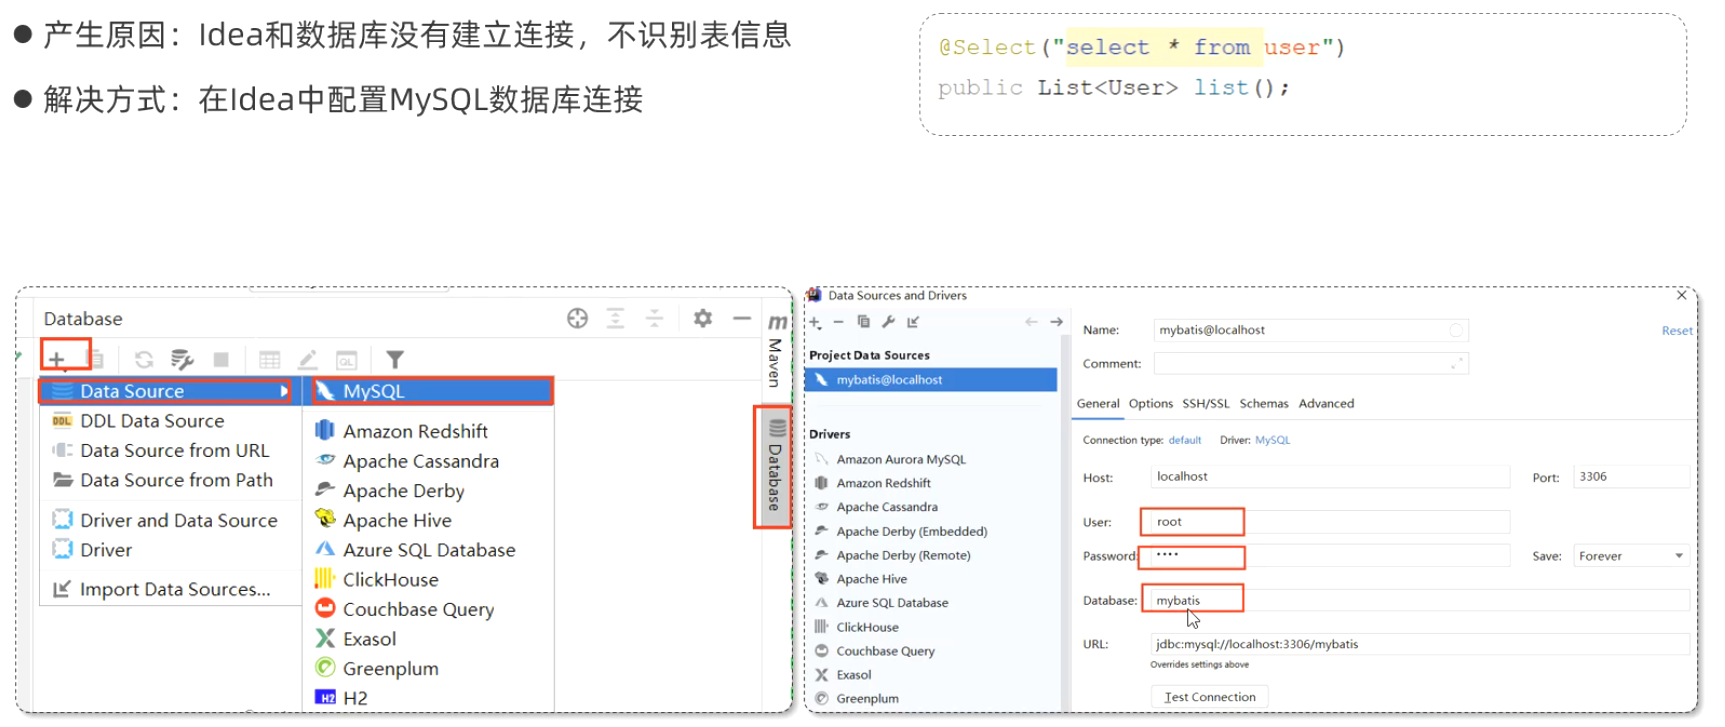 ● 产生原因：Idea和数据库没有建立连接，不识别表信息
● 解决方式：在Idea中配置MySQL数据库连接
@Select("select * from user")
public List<User> list();
Database
Data Source
DDL Data Source
Data Source from URL
Data Source from Path
Driver and Data Source
Driver
Import Data Sources...
MySQL
Amazon Redshift
Apache Cassandra
Apache Derby
Apache Hive
Azure SQL Database
ClickHouse
Couchbase Query
Exasol
Greenplum
H2
Maven
Database
Data Sources and Drivers
Project Data Sources
mybatis@localhost
Drivers
Amazon Aurora MySQL
Amazon Redshift
Apache Cassandra
Apache Derby (Embedded)
Apache Derby (Remote)
Apache Hive
Azure SQL Database
ClickHouse
Couchbase Query
Exasol
Greenplum
Name: mybatis@localhost Reset
Comment:
General Options SSH/SSL Schemas Advanced
Connection type: default Driver: MySQL
Host: localhost Port: 3306
User: root
Password: •••• Save: Forever
Database: mybatis
URL: jdbc:mysql://localhost:3306/mybatis
Overrides settings above
Test Connection